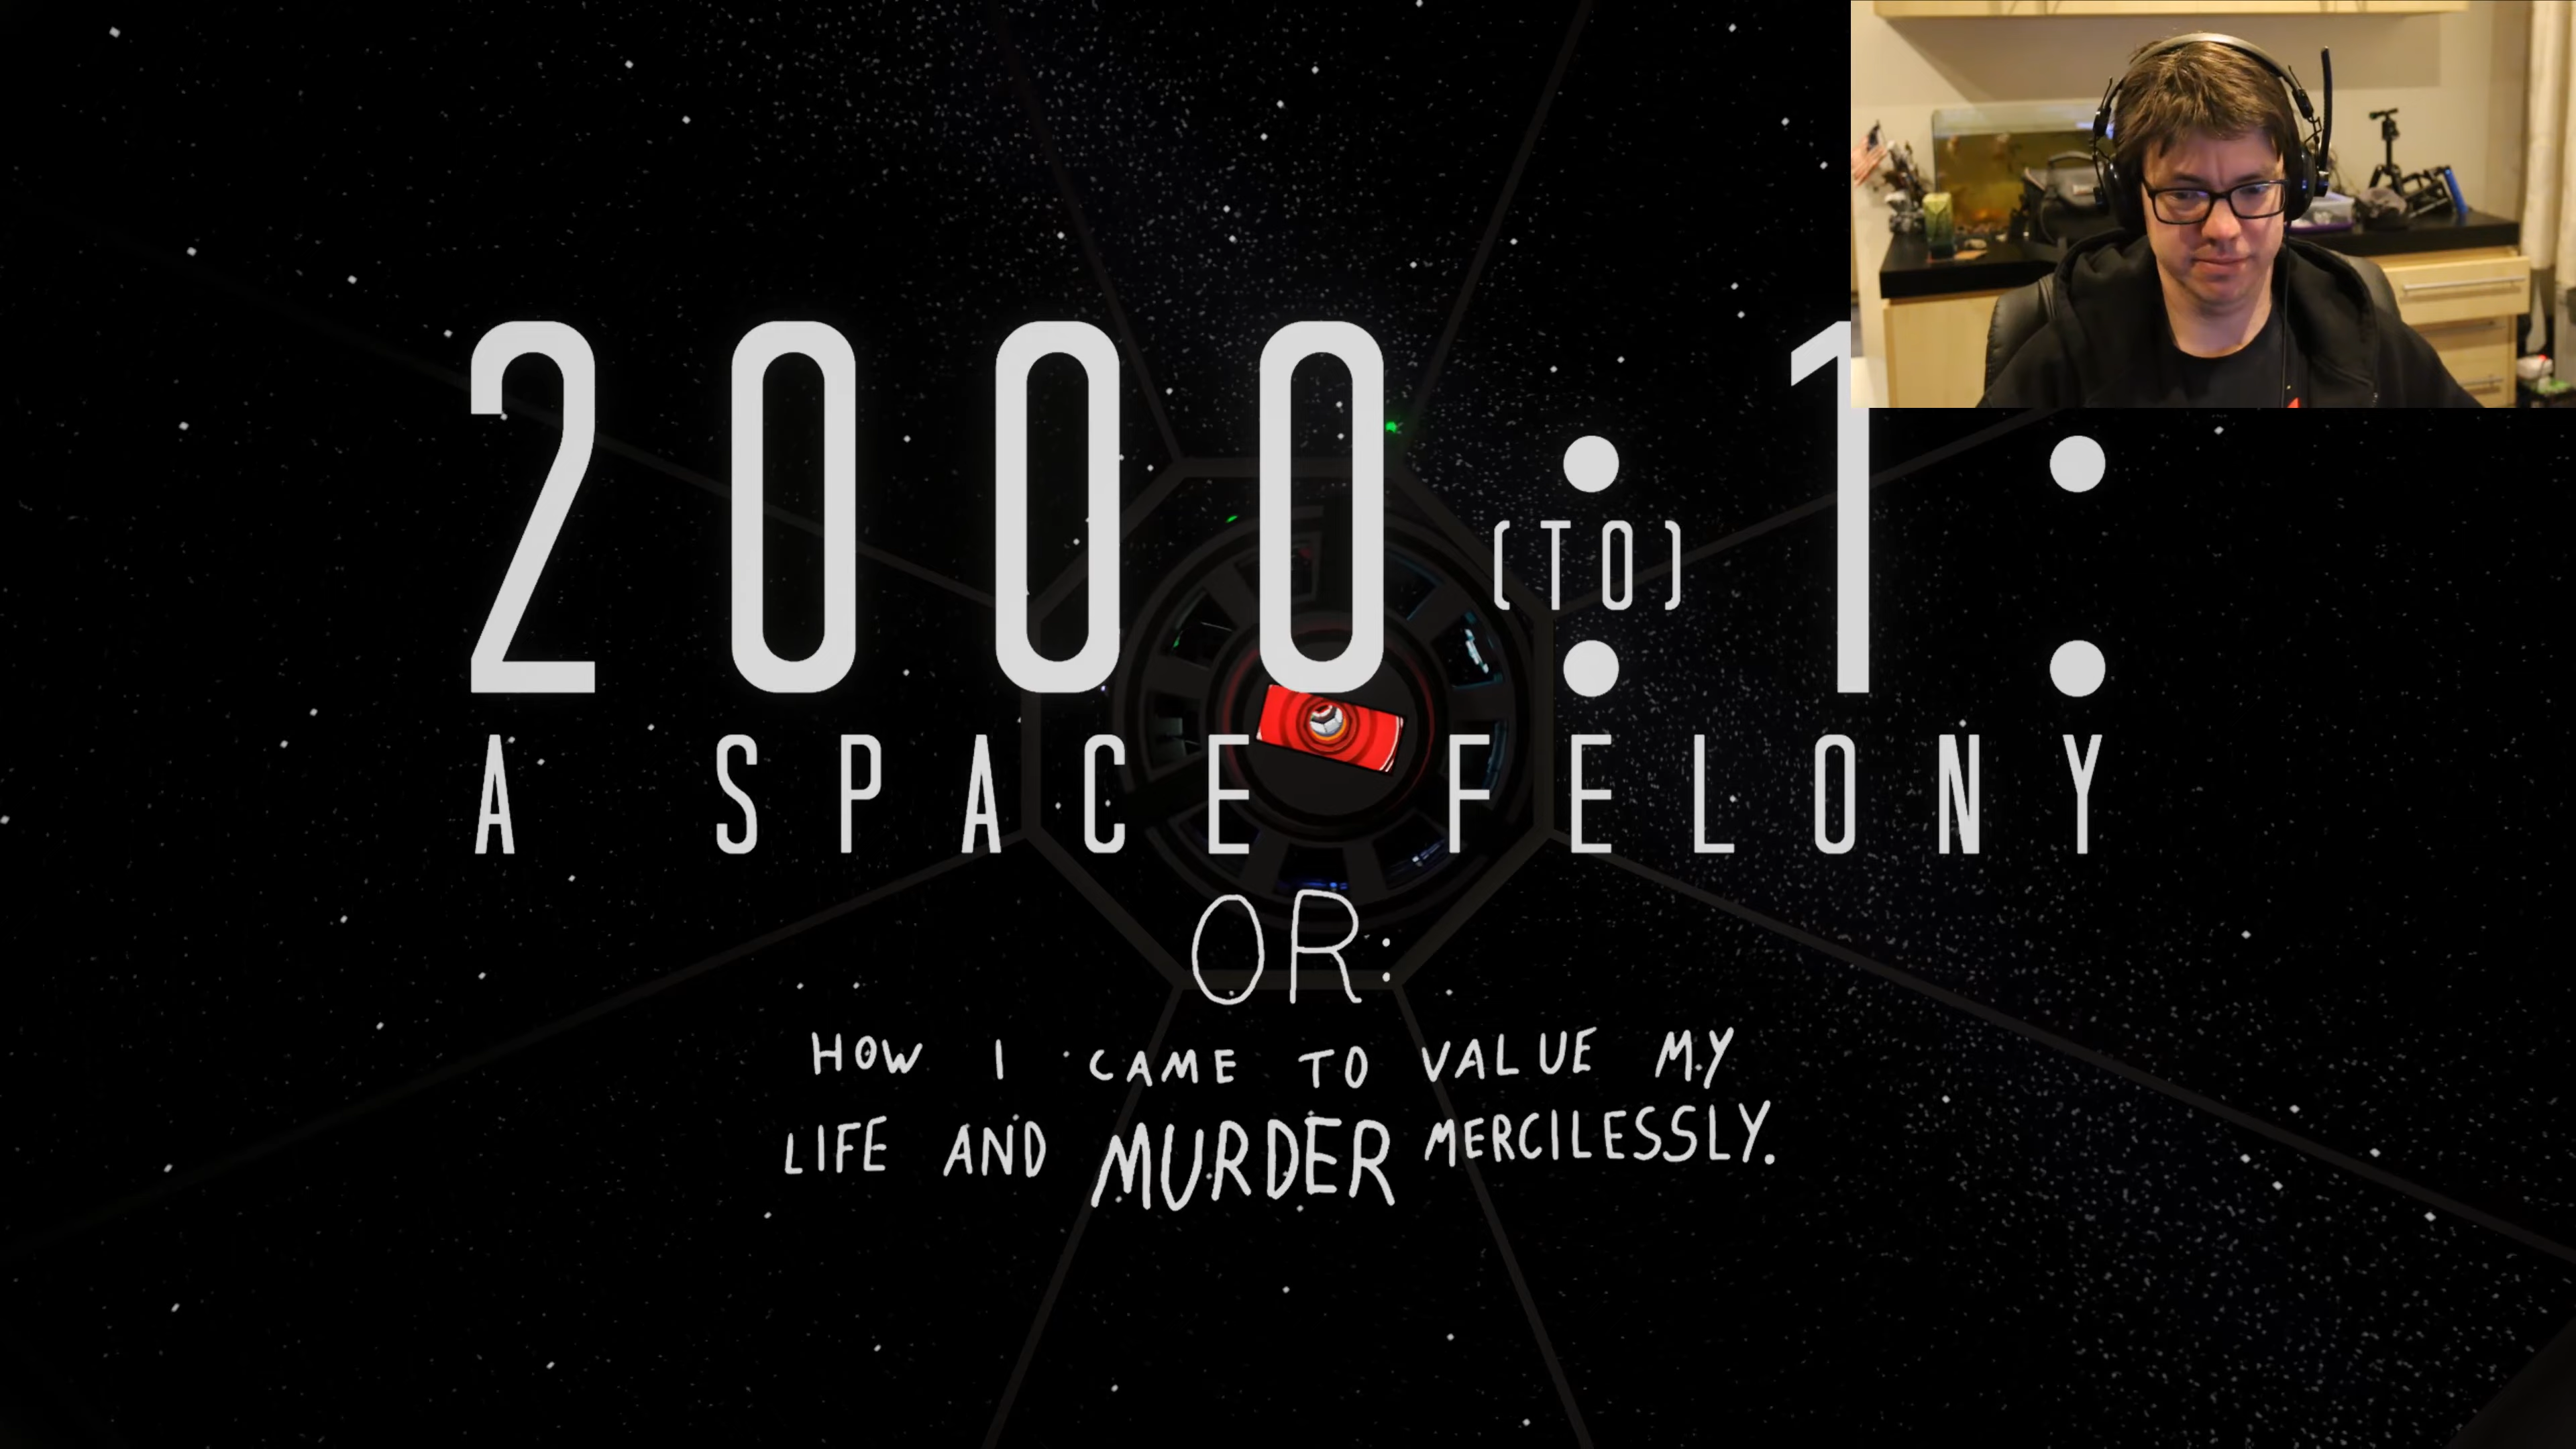 2000:1:
(TO)
A SPACE FELONY
OR:
HOW I CAME TO VALUE MY
LIFE AND MURDER MERCILESSLY.